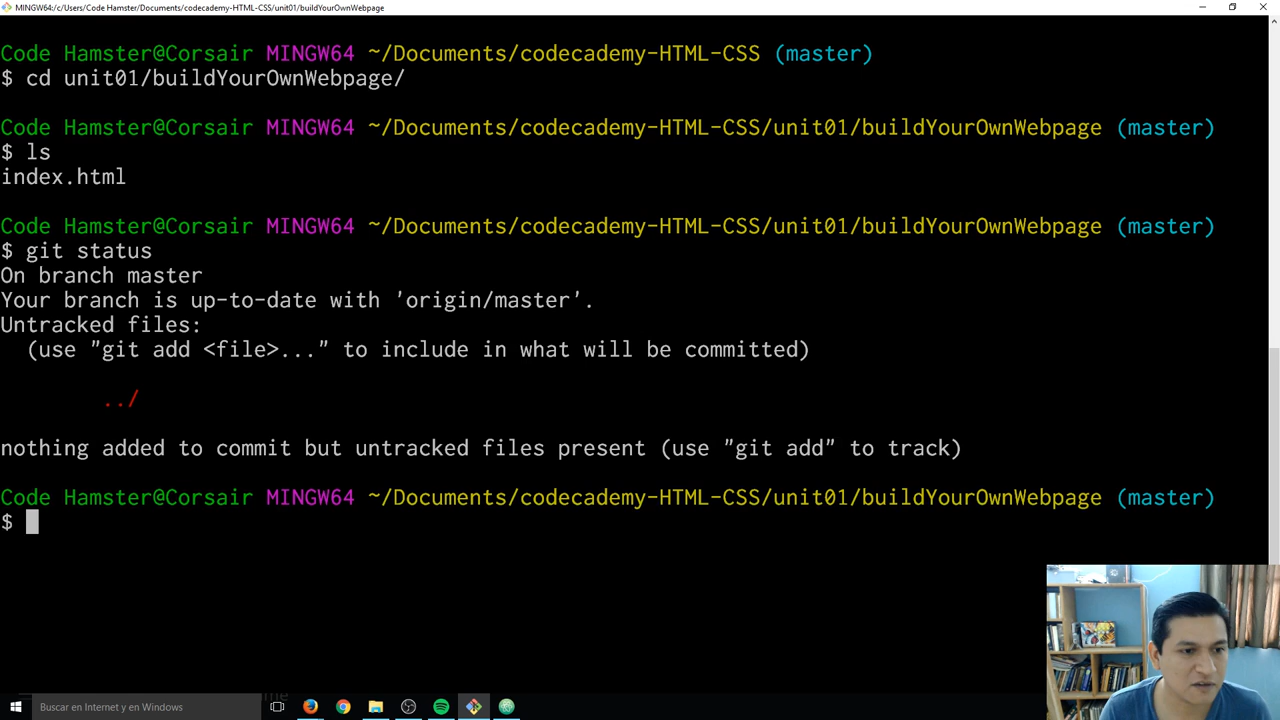 MINGW64:/c/Users/Code Hamster/Documents/codecademy-HTML-CSS/unit01/buildYourOwnWebpage
Code Hamster@Corsair MINGW64 ~/Documents/codecademy-HTML-CSS (master)
$ cd unit01/buildYourOwnWebpage/
Code Hamster@Corsair MINGW64 ~/Documents/codecademy-HTML-CSS/unit01/buildYourOwnWebpage (master)
$ ls
index.html
Code Hamster@Corsair MINGW64 ~/Documents/codecademy-HTML-CSS/unit01/buildYourOwnWebpage (master)
$ git status
On branch master
Your branch is up-to-date with 'origin/master'.
Untracked files:
(use "git add <file>..." to include in what will be committed)
../
nothing added to commit but untracked files present (use "git add" to track)
Code Hamster@Corsair MINGW64 ~/Documents/codecademy-HTML-CSS/unit01/buildYourOwnWebpage (master)
$
Buscar en Internet y en Windows